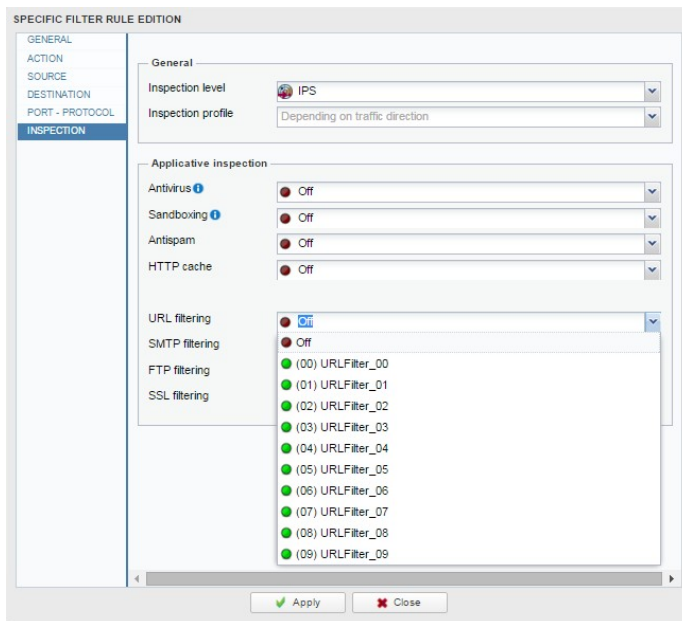 SPECIFIC FILTER RULE EDITION
GENERAL
ACTION
SOURCE
DESTINATION
PORT - PROTOCOL
INSPECTION
General
Inspection level
IPS
Inspection profile
Depending on traffic direction
Applicative inspection
Antivirus
Off
Sandboxing
Off
Antispam
Off
HTTP cache
Off
URL filtering
Off
SMTP filtering
FTP filtering
SSL filtering
Off
(00) URLFilter_00
(01) URLFilter_01
(02) URLFilter_02
(03) URLFilter_03
(04) URLFilter_04
(05) URLFilter_05
(06) URLFilter_06
(07) URLFilter_07
(08) URLFilter_08
(09) URLFilter_09
Apply
Close